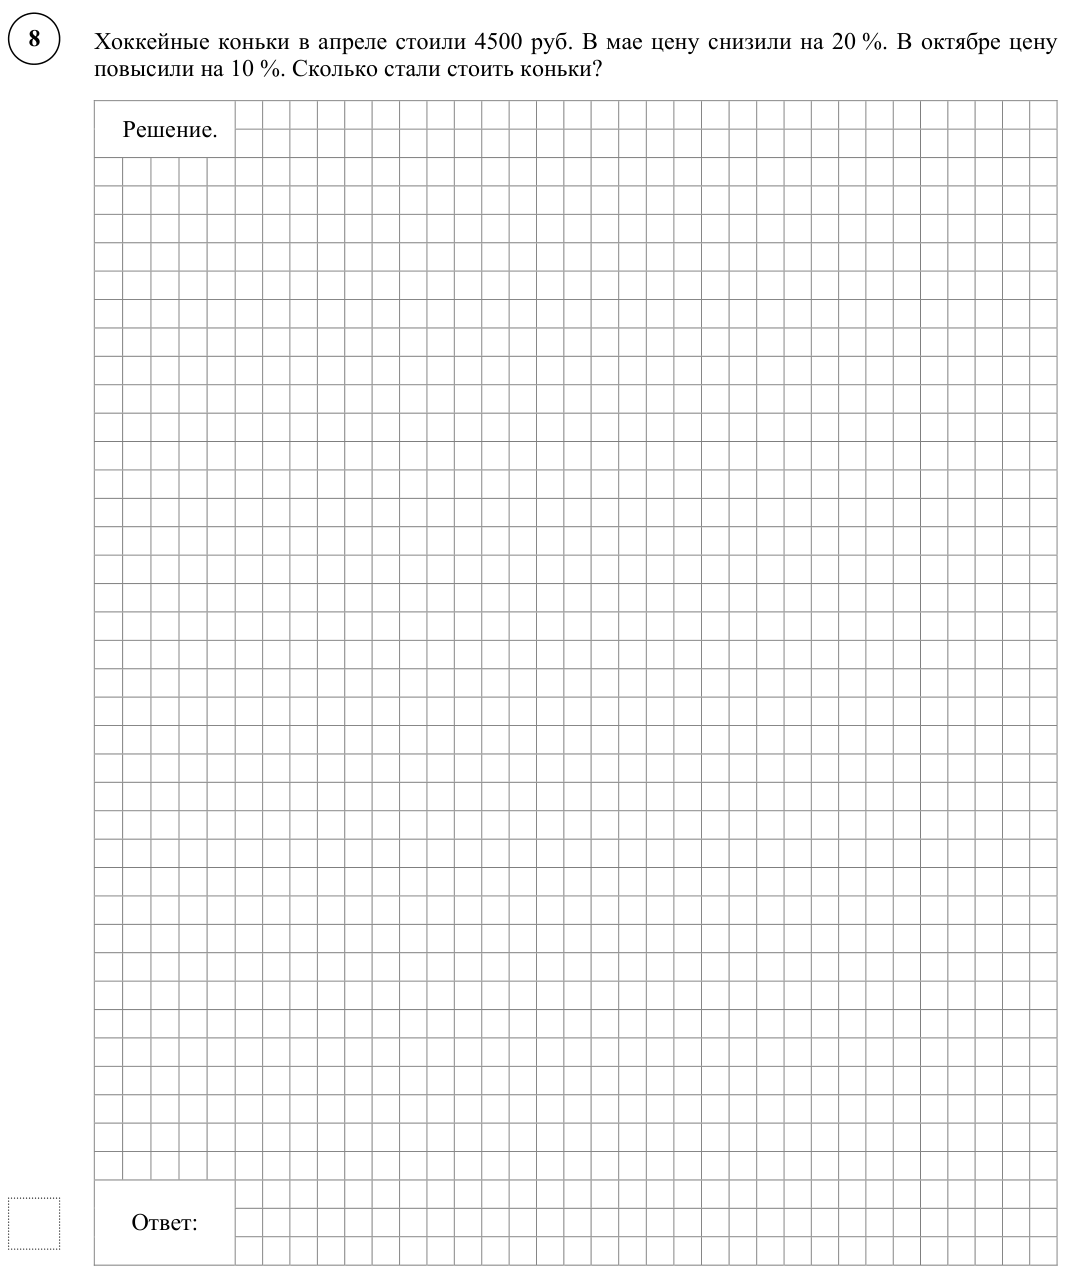 8
Хоккейные коньки в апреле стоили 4500 руб. В мае цену снизили на 20 %. В октябре цену
повысили на 10 %. Сколько стали стоить коньки?
Решение.
Ответ: